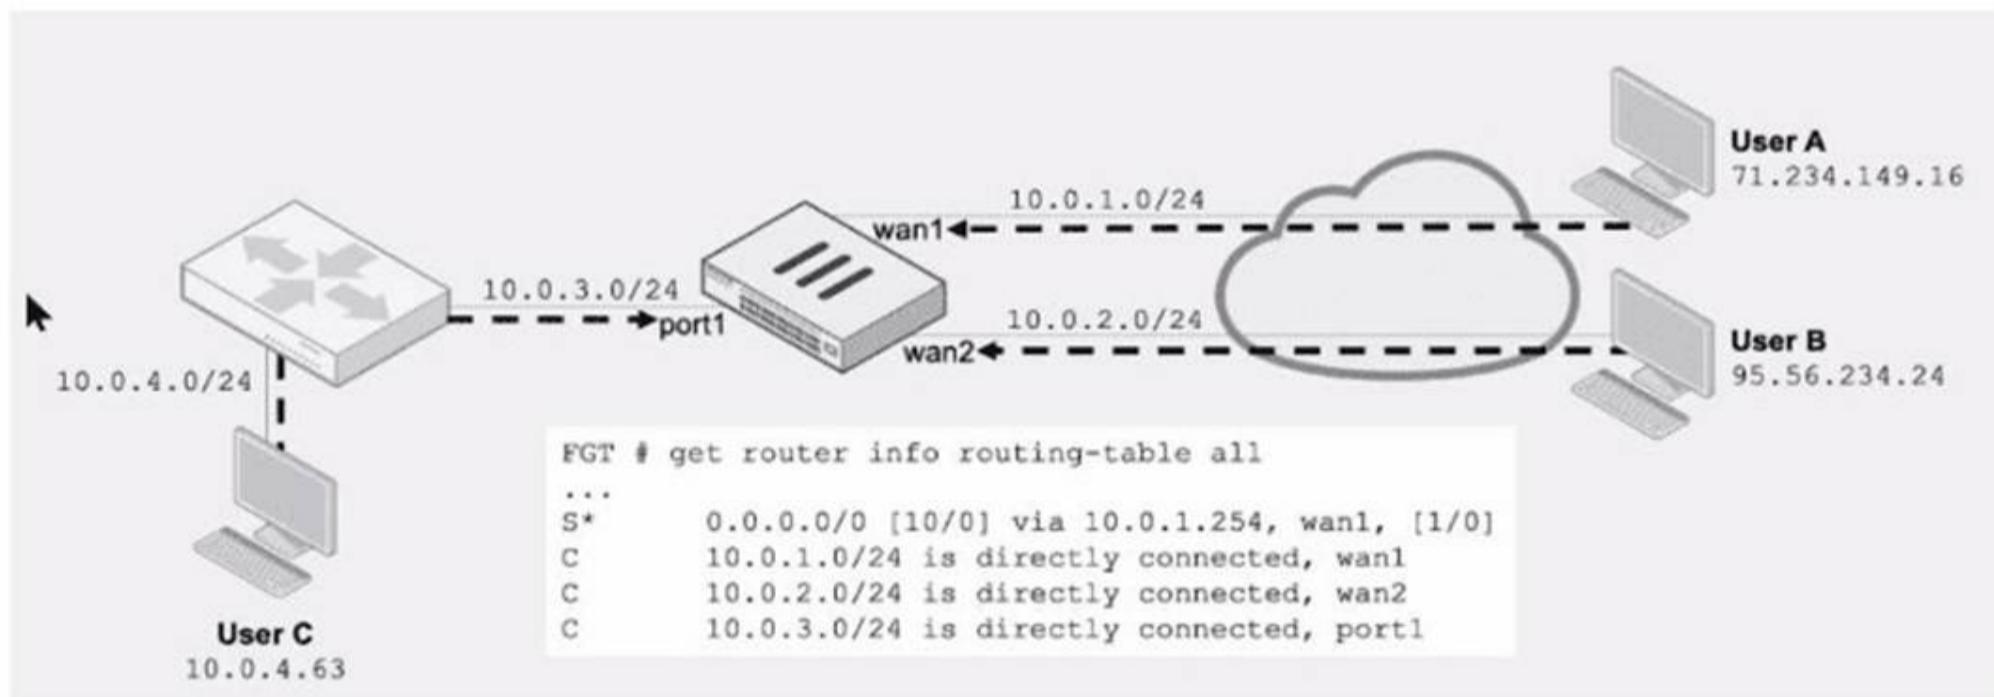 User A
71.234.149.16
10.0.1.0/24
wan1
10.0.3.0/24
port1
10.0.2.0/24
wan2
User B
95.56.234.24
10.0.4.0/24
FGT # get router info routing-table all
...
S* 0.0.0.0/0 [10/0] via 10.0.1.254, wan1, [1/0]
C 10.0.1.0/24 is directly connected, wan1
C 10.0.2.0/24 is directly connected, wan2
C 10.0.3.0/24 is directly connected, port1
User C
10.0.4.63